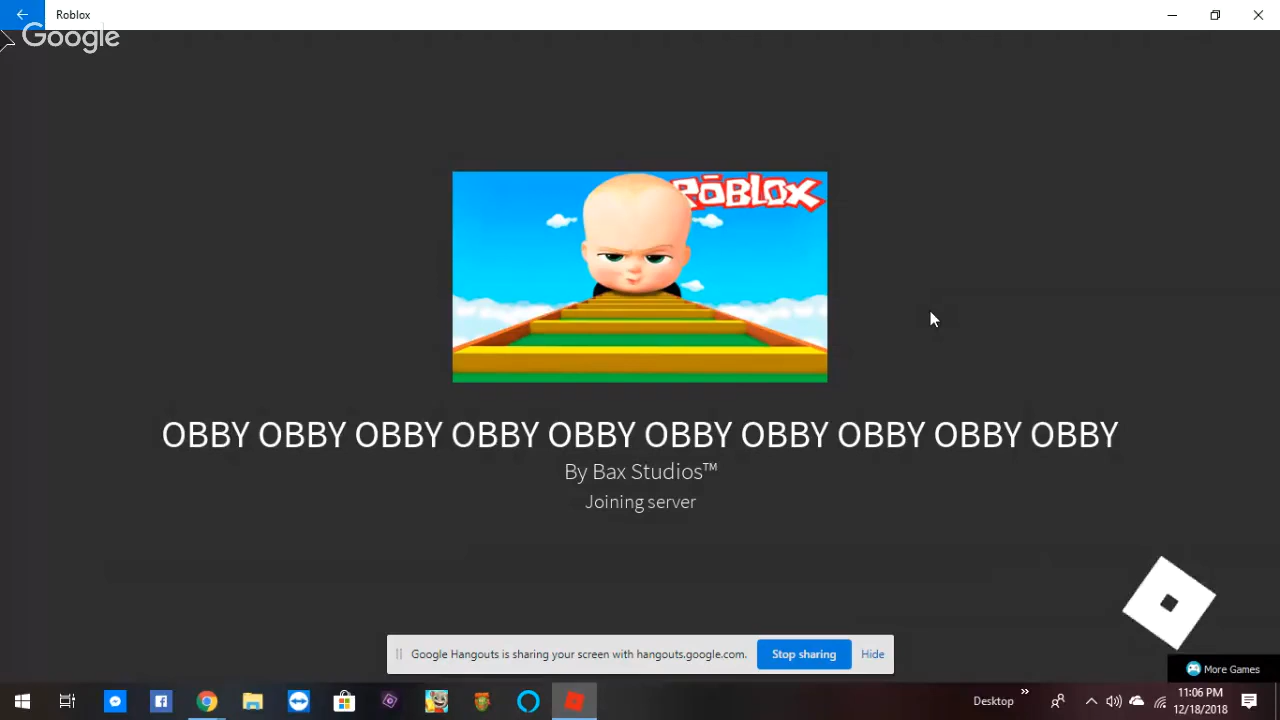 Roblox
Google
RŌBLOX
OBBY OBBY OBBY OBBY OBBY OBBY OBBY OBBY OBBY OBBY
By Bax Studios™
Joining server
Google Hangouts is sharing your screen with hangouts.google.com.
Stop sharing
Hide
More Games
Desktop
11:06 PM
12/18/2018